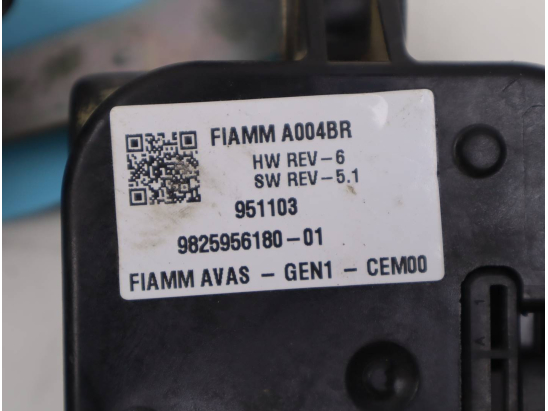 FIAMM A004BR
HW REV-6
SW REV-5.1
951103
9825956180-01
FIAMM AVAS - GEN1 - CEM00